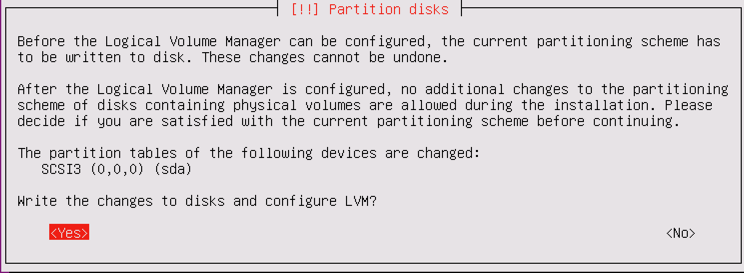 [!!] Partition disks
Before the Logical Volume Manager can be configured, the current partitioning scheme has
to be written to disk. These changes cannot be undone.
After the Logical Volume Manager is configured, no additional changes to the partitioning
scheme of disks containing physical volumes are allowed during the installation. Please
decide if you are satisfied with the current partitioning scheme before continuing.
The partition tables of the following devices are changed:
SCSI3 (0,0,0) (sda)
Write the changes to disks and configure LVM?
<Yes> <No>